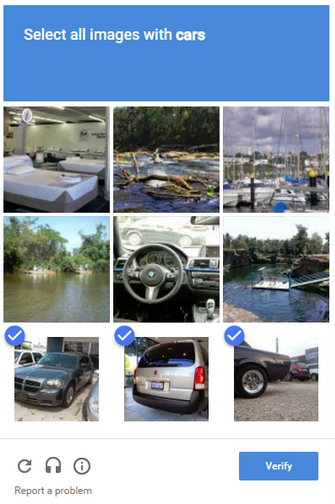 Select all images with cars
Verify
Report a problem